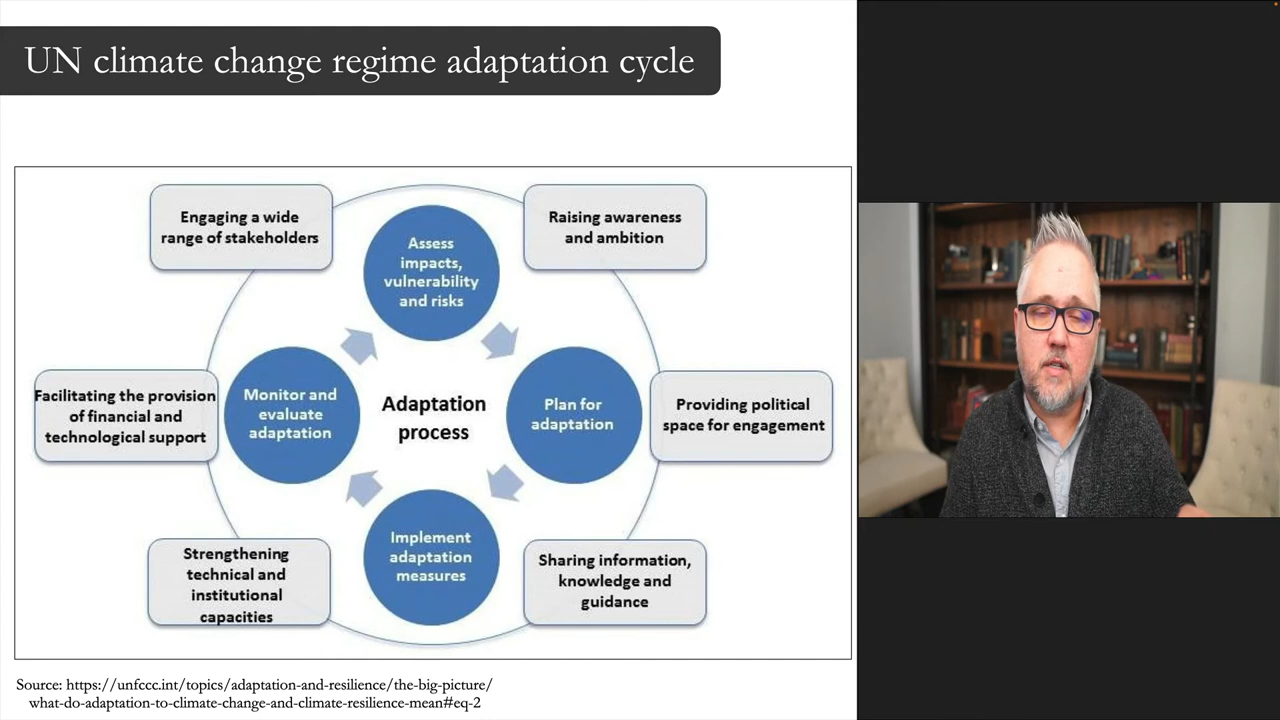 UN climate change regime adaptation cycle
Engaging a wide
range of stakeholders
Raising awareness
and ambition
Assess
impacts,
vulnerability
and risks
Facilitating the provision
of financial and
technological support
Monitor and
evaluate
adaptation
Adaptation
process
Plan for
adaptation
Providing political
space for engagement
Strengthening
technical and
institutional
capacities
Implement
adaptation
measures
Sharing information,
knowledge and
guidance
Source: https://unfccc.int/topics/adaptation-and-resilience/the-big-picture/
what-do-adaptation-to-climate-change-and-climate-resilience-mean#eq-2